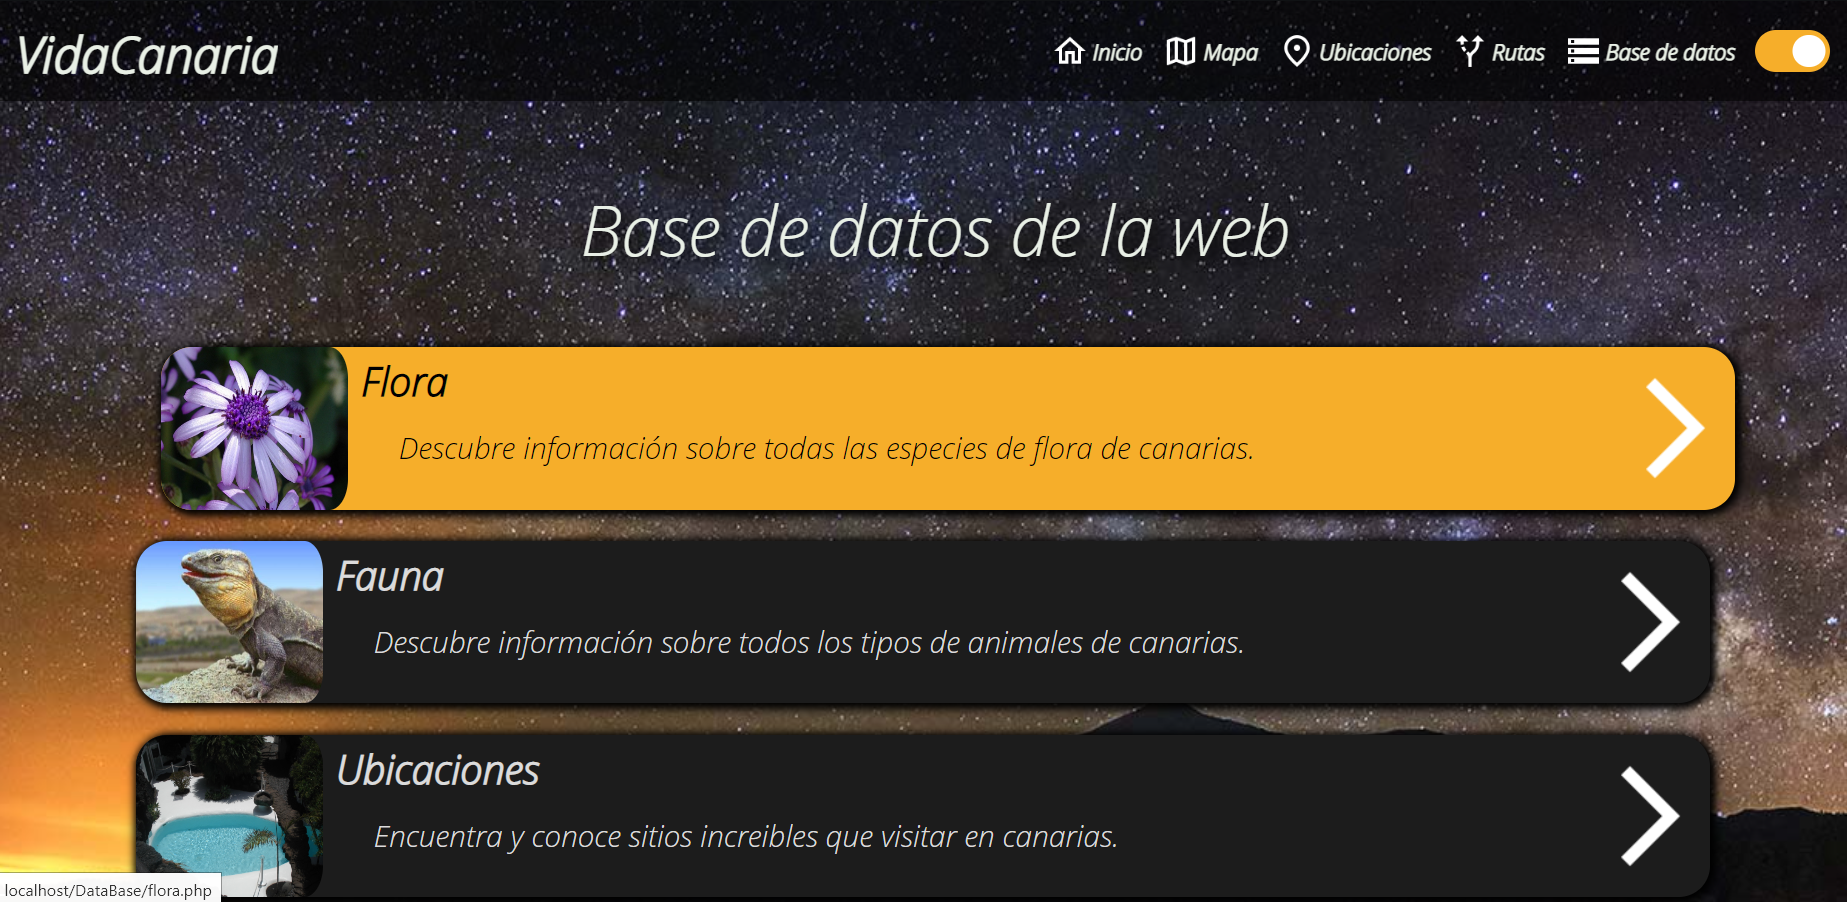 VidaCanaria
Inicio Mapa Ubicaciones Rutas Base de datos
Base de datos de la web
Flora
Descubre información sobre todas las especies de flora de canarias.
Fauna
Descubre información sobre todos los tipos de animales de canarias.
Ubicaciones
Encuentra y conoce sitios increibles que visitar en canarias.
localhost/DataBase/flora.php